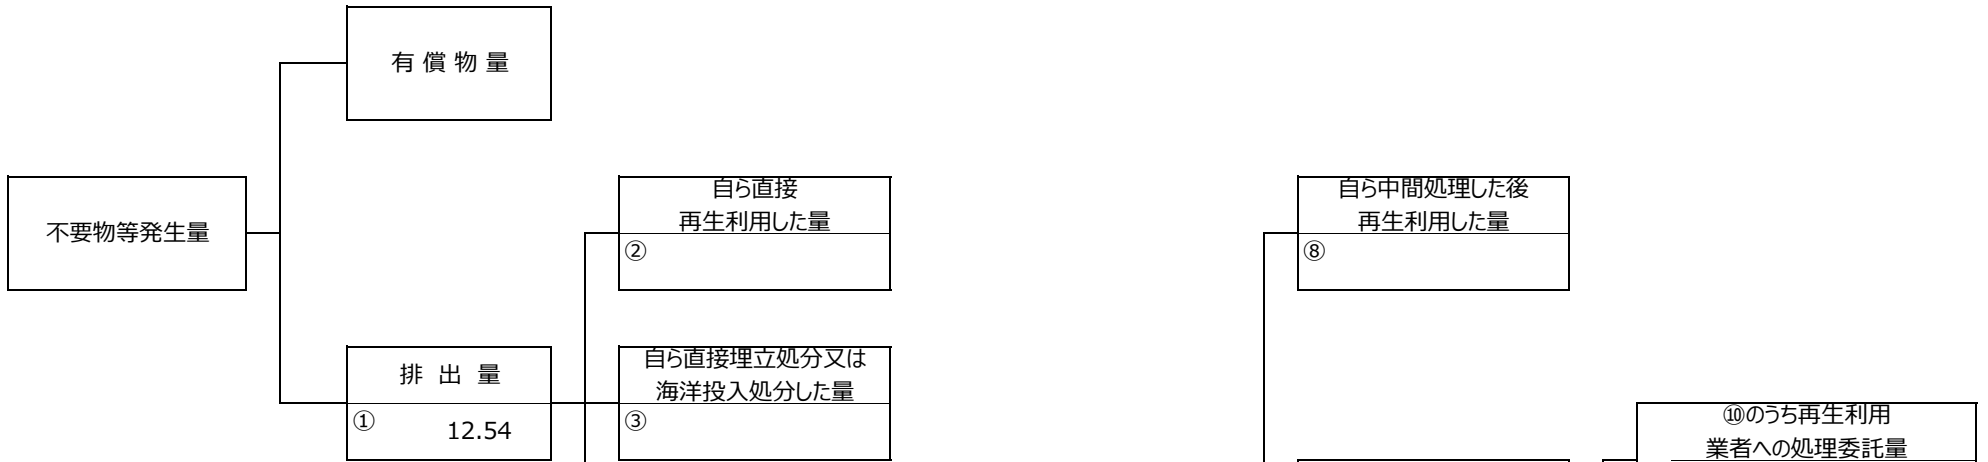 有償物量
不要物等発生量
自ら直接
再生利用した量
②
自ら中間処理した後
再生利用した量
⑧
排出量
① 12.54
自ら直接埋立処分又は
海洋投入処分した量
③
⑩のうち再生利用
業者への処理委託量